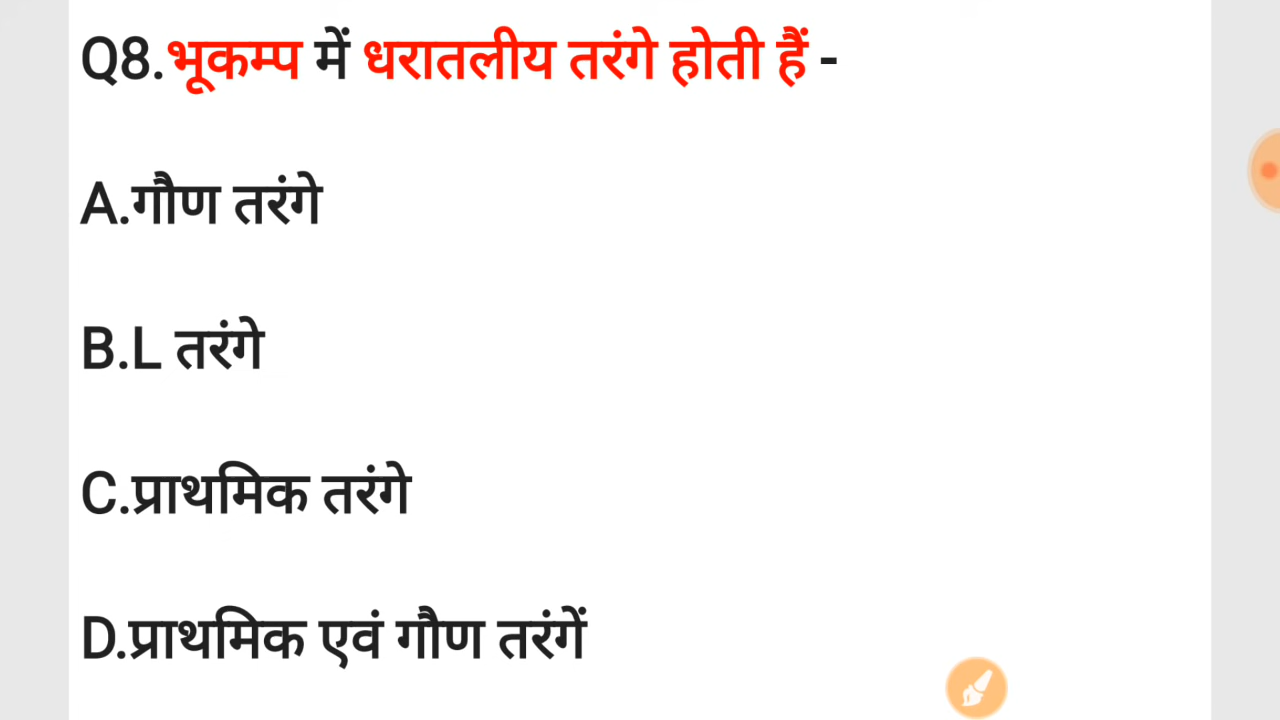 Q8.भूकम्प में धरातलीय तरंगे होती हैं -
A.गौण तरंगे
B.L तरंगे
C.प्राथमिक तरंगे
D.प्राथमिक एवं गौण तरंगें